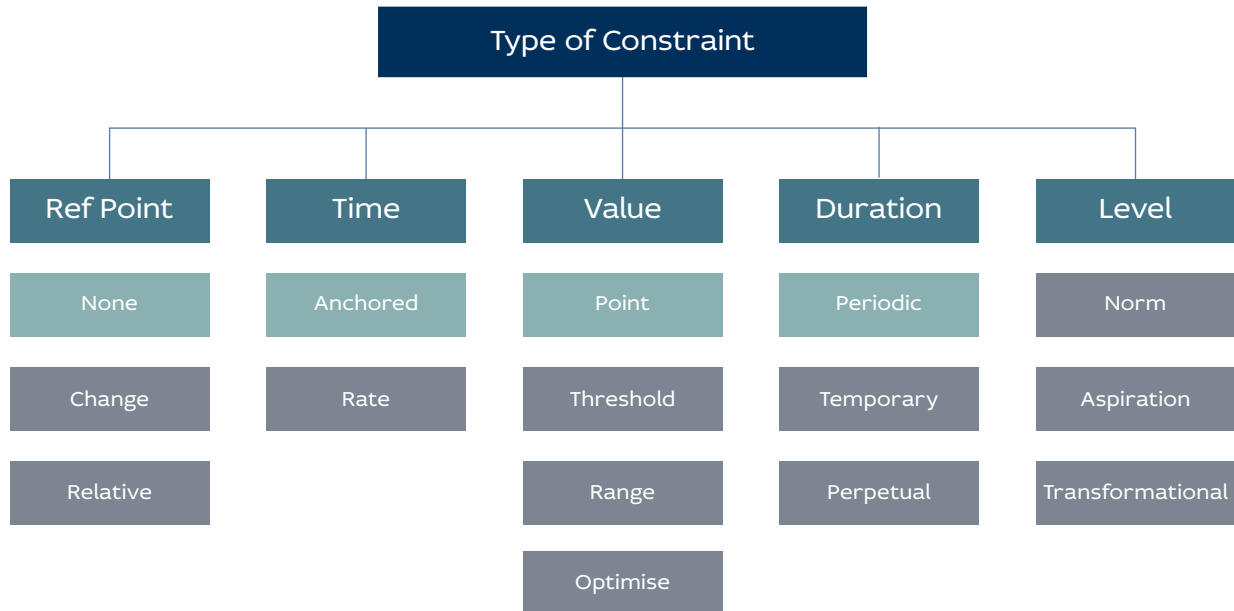 Type of Constraint
Ref Point
Time
Value
Duration
Level
None
Anchored
Point
Periodic
Norm
Change
Rate
Threshold
Temporary
Aspiration
Relative
Range
Perpetual
Transformational
Optimise